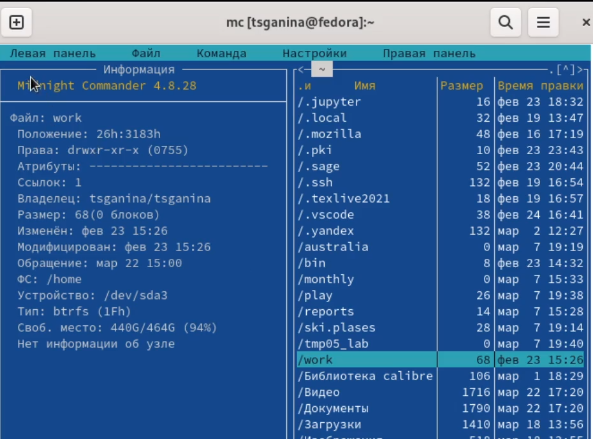 mc [tsganina@fedora]:~
Левая панель Файл Команда Настройки Правая панель
Информация
Midnight Commander 4.8.28
Файл: work
Положение: 26h:3183h
Права: drwxr-xr-x (0755)
Атрибуты: ------------------------
Ссылок: 1
Владелец: tsganina/tsganina
Размер: 68(0 блоков)
Изменён: фев 23 15:26
Модифицирован: фев 23 15:26
Обращение: мар 22 15:00
ФС: /home
Устройство: /dev/sda3
Тип: btrfs (1Fh)
Своб. место: 440G/464G (94%)
Нет информации об узле
<- ~ .[^]>
.и Имя Размер Время правки
/.jupyter 16 фев 23 18:32
/.local 32 фев 19 13:47
/.mozilla 48 фев 16 17:19
/.pki 10 фев 23 23:43
/.sage 52 фев 23 20:44
/.ssh 132 фев 19 16:54
/.texlive2021 18 фев 19 16:57
/.vscode 38 фев 24 16:41
/.yandex 132 мар 2 12:27
/australia 0 мар 7 19:19
/bin 8 фев 23 14:32
/monthly 0 мар 7 15:33
/play 26 мар 7 19:38
/reports 14 мар 7 15:28
/ski.plases 28 мар 7 19:14
/tmp05_lab 0 мар 7 19:40
/work 68 фев 23 15:26
/Библиотека calibre 106 мар 1 18:29
/Видео 1716 мар 22 17:20
/Документы 1790 мар 22 17:20
/Загрузки 1410 мар 18 13:56